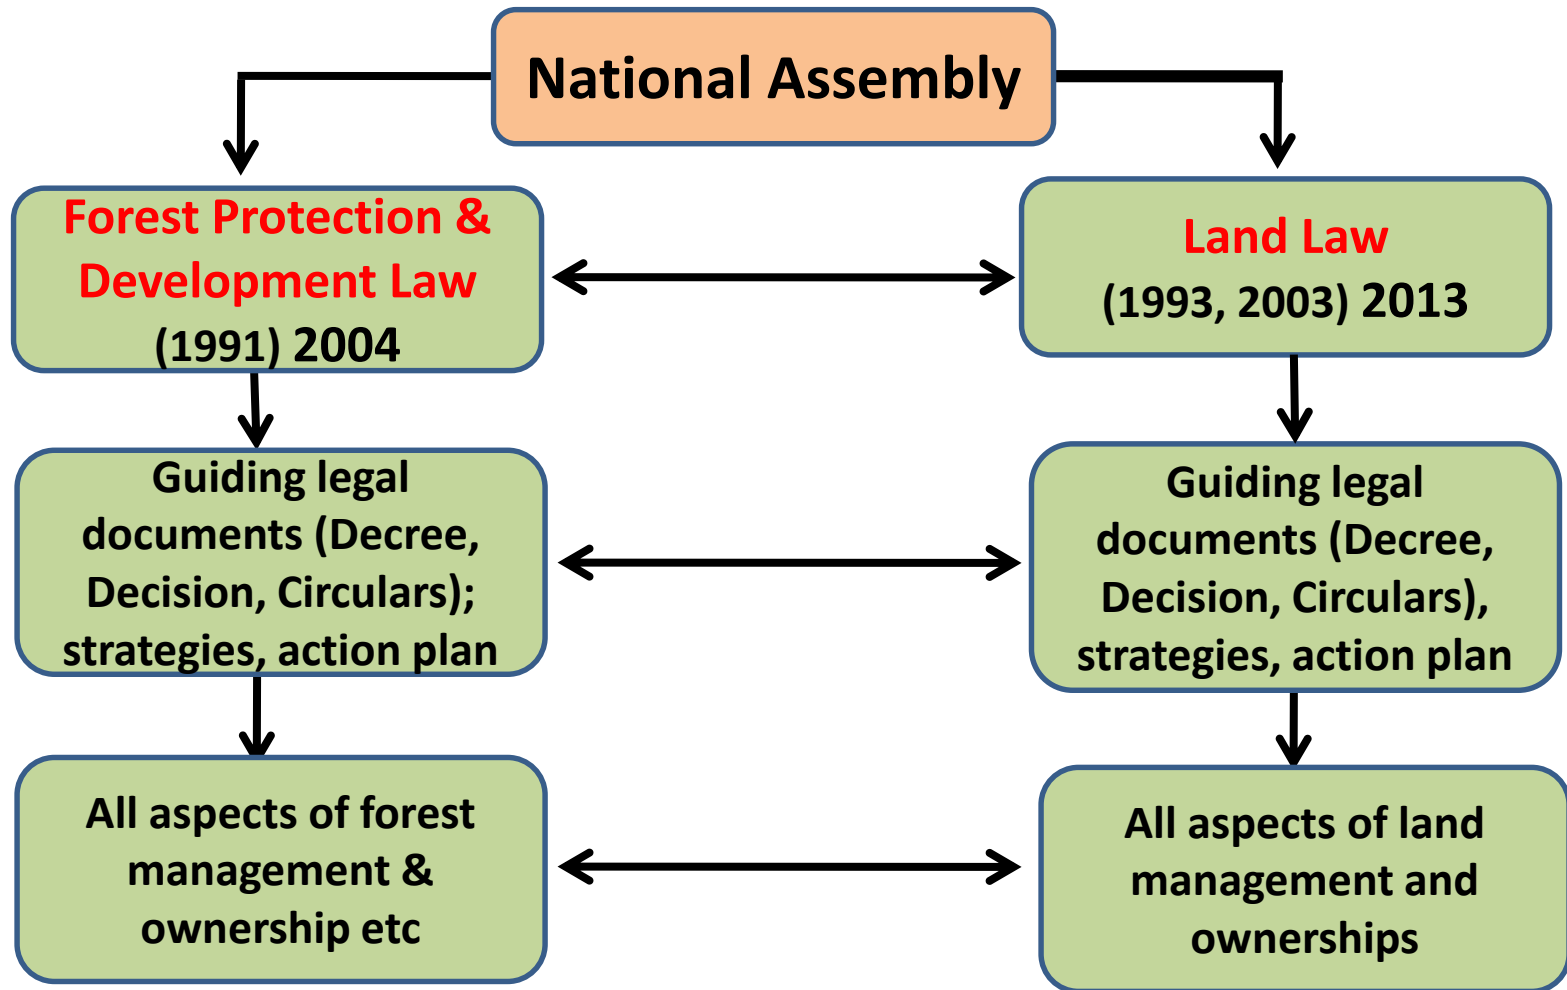 National Assembly
Forest Protection &
Development Law
(1991) 2004
Land Law
(1993, 2003) 2013
Guiding legal
documents (Decree,
Decision, Circulars);
strategies, action plan
Guiding legal
documents (Decree,
Decision, Circulars),
strategies, action plan
All aspects of forest
management &
ownership etc
All aspects of land
management and
ownerships